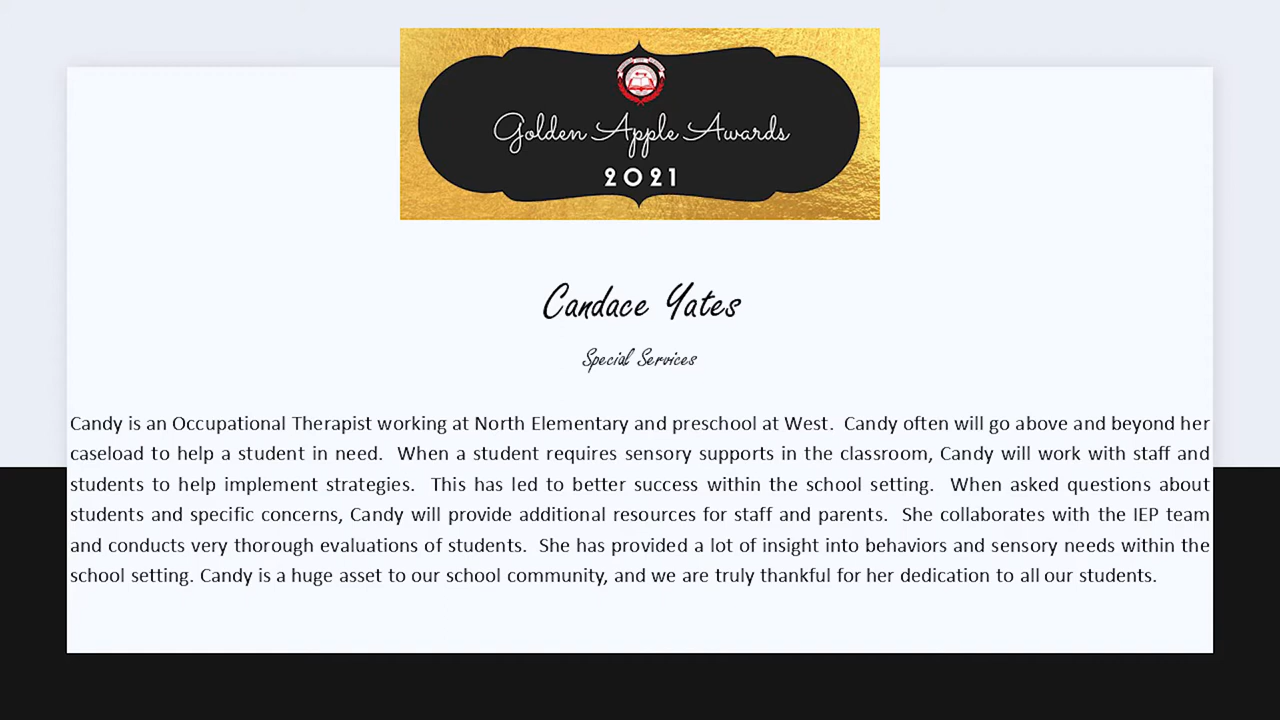 Golden Apple Awards
2021
Candace Yates
Special Services
Candy is an Occupational Therapist working at North Elementary and preschool at West.  Candy often will go above and beyond her
caseload to help a student in need.  When a student requires sensory supports in the classroom, Candy will work with staff and
students to help implement strategies.  This has led to better success within the school setting.  When asked questions about
students and specific concerns, Candy will provide additional resources for staff and parents.  She collaborates with the IEP team
and conducts very thorough evaluations of students.  She has provided a lot of insight into behaviors and sensory needs within the
school setting. Candy is a huge asset to our school community, and we are truly thankful for her dedication to all our students.